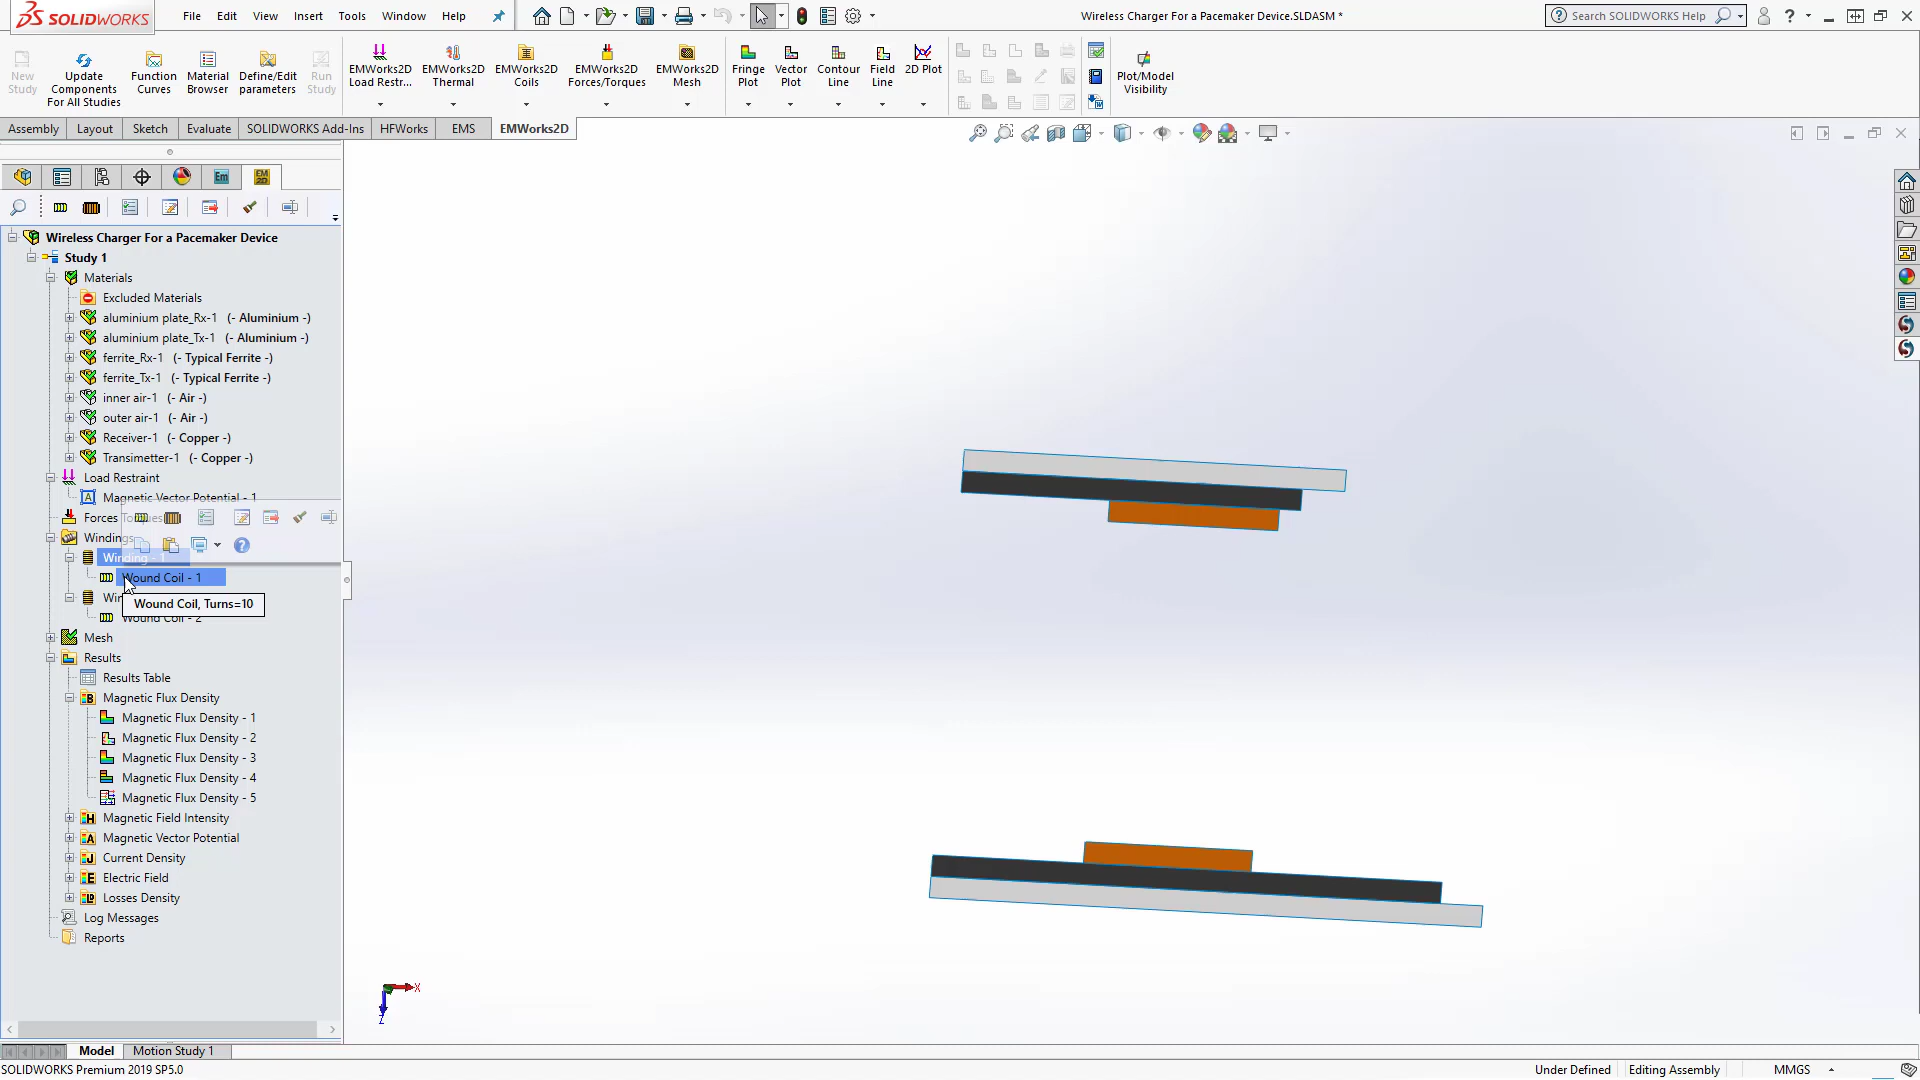 SOLIDWORKS
File Edit View Insert Tools Window Help
Wireless Charger For a Pacemaker Device.SLDASM *
Search SOLIDWORKS Help
New Study
Update Components For All Studies
Function Curves
Material Browser
Define/Edit parameters
Run Study
EMWorks2D Load Restr...
EMWorks2D Thermal
EMWorks2D Coils
EMWorks2D Forces/Torques
EMWorks2D Mesh
Fringe Plot
Vector Plot
Contour Line
Field Line
2D Plot
Plot/Model Visibility
Assembly Layout Sketch Evaluate SOLIDWORKS Add-Ins HFWorks EMS EMWorks2D
Wireless Charger For a Pacemaker Device
Study 1
Materials
Excluded Materials
aluminium plate_Rx-1 (- Aluminium -)
aluminium plate_Tx-1 (- Aluminium -)
ferrite_Rx-1 (- Typical Ferrite -)
ferrite_Tx-1 (- Typical Ferrite -)
inner air-1 (- Air -)
outer air-1 (- Air -)
Receiver-1 (- Copper -)
Transimetter-1 (- Copper -)
Load Restraint
Magnetic Vector Potential - 1
Forces Torques
Windings
Winding - 1
Wound Coil - 1
Win
Wound Coil, Turns=10
Wound Coil - 2
Mesh
Results
Results Table
Magnetic Flux Density
Magnetic Flux Density - 1
Magnetic Flux Density - 2
Magnetic Flux Density - 3
Magnetic Flux Density - 4
Magnetic Flux Density - 5
Magnetic Field Intensity
Magnetic Vector Potential
Current Density
Electric Field
Losses Density
Log Messages
Reports
X
Z
Model Motion Study 1
SOLIDWORKS Premium 2019 SP5.0
Under Defined Editing Assembly MMGS